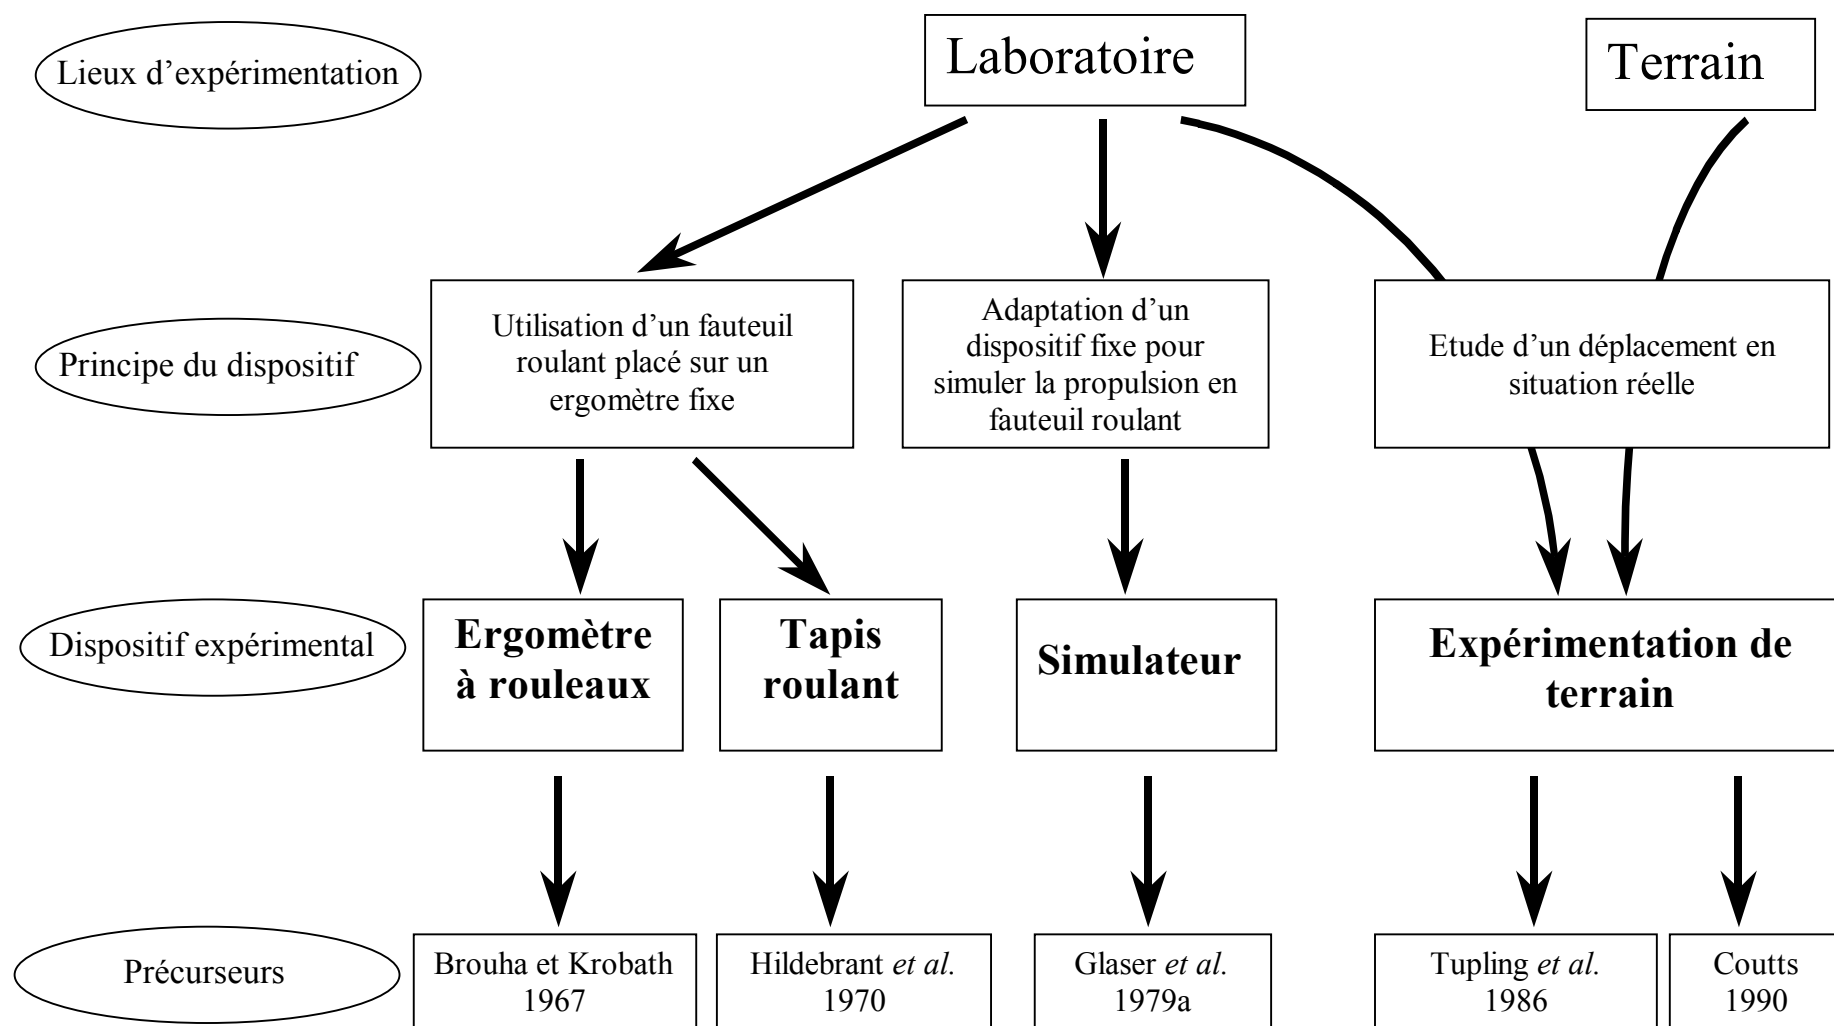 Lieux d'expérimentation
Laboratoire
Terrain
Principe du dispositif
Utilisation d'un fauteuil
roulant placé sur un
ergomètre fixe
Adaptation d'un
dispositif fixe pour
simuler la propulsion en
fauteuil roulant
Etude d'un déplacement en
situation réelle
Dispositif expérimental
Ergomètre
à rouleaux
Tapis
roulant
Simulateur
Expérimentation de
terrain
Précurseurs
Brouha et Krobath
1967
Hildebrant et al.
1970
Glaser et al.
1979a
Tupling et al.
1986
Coutts
1990